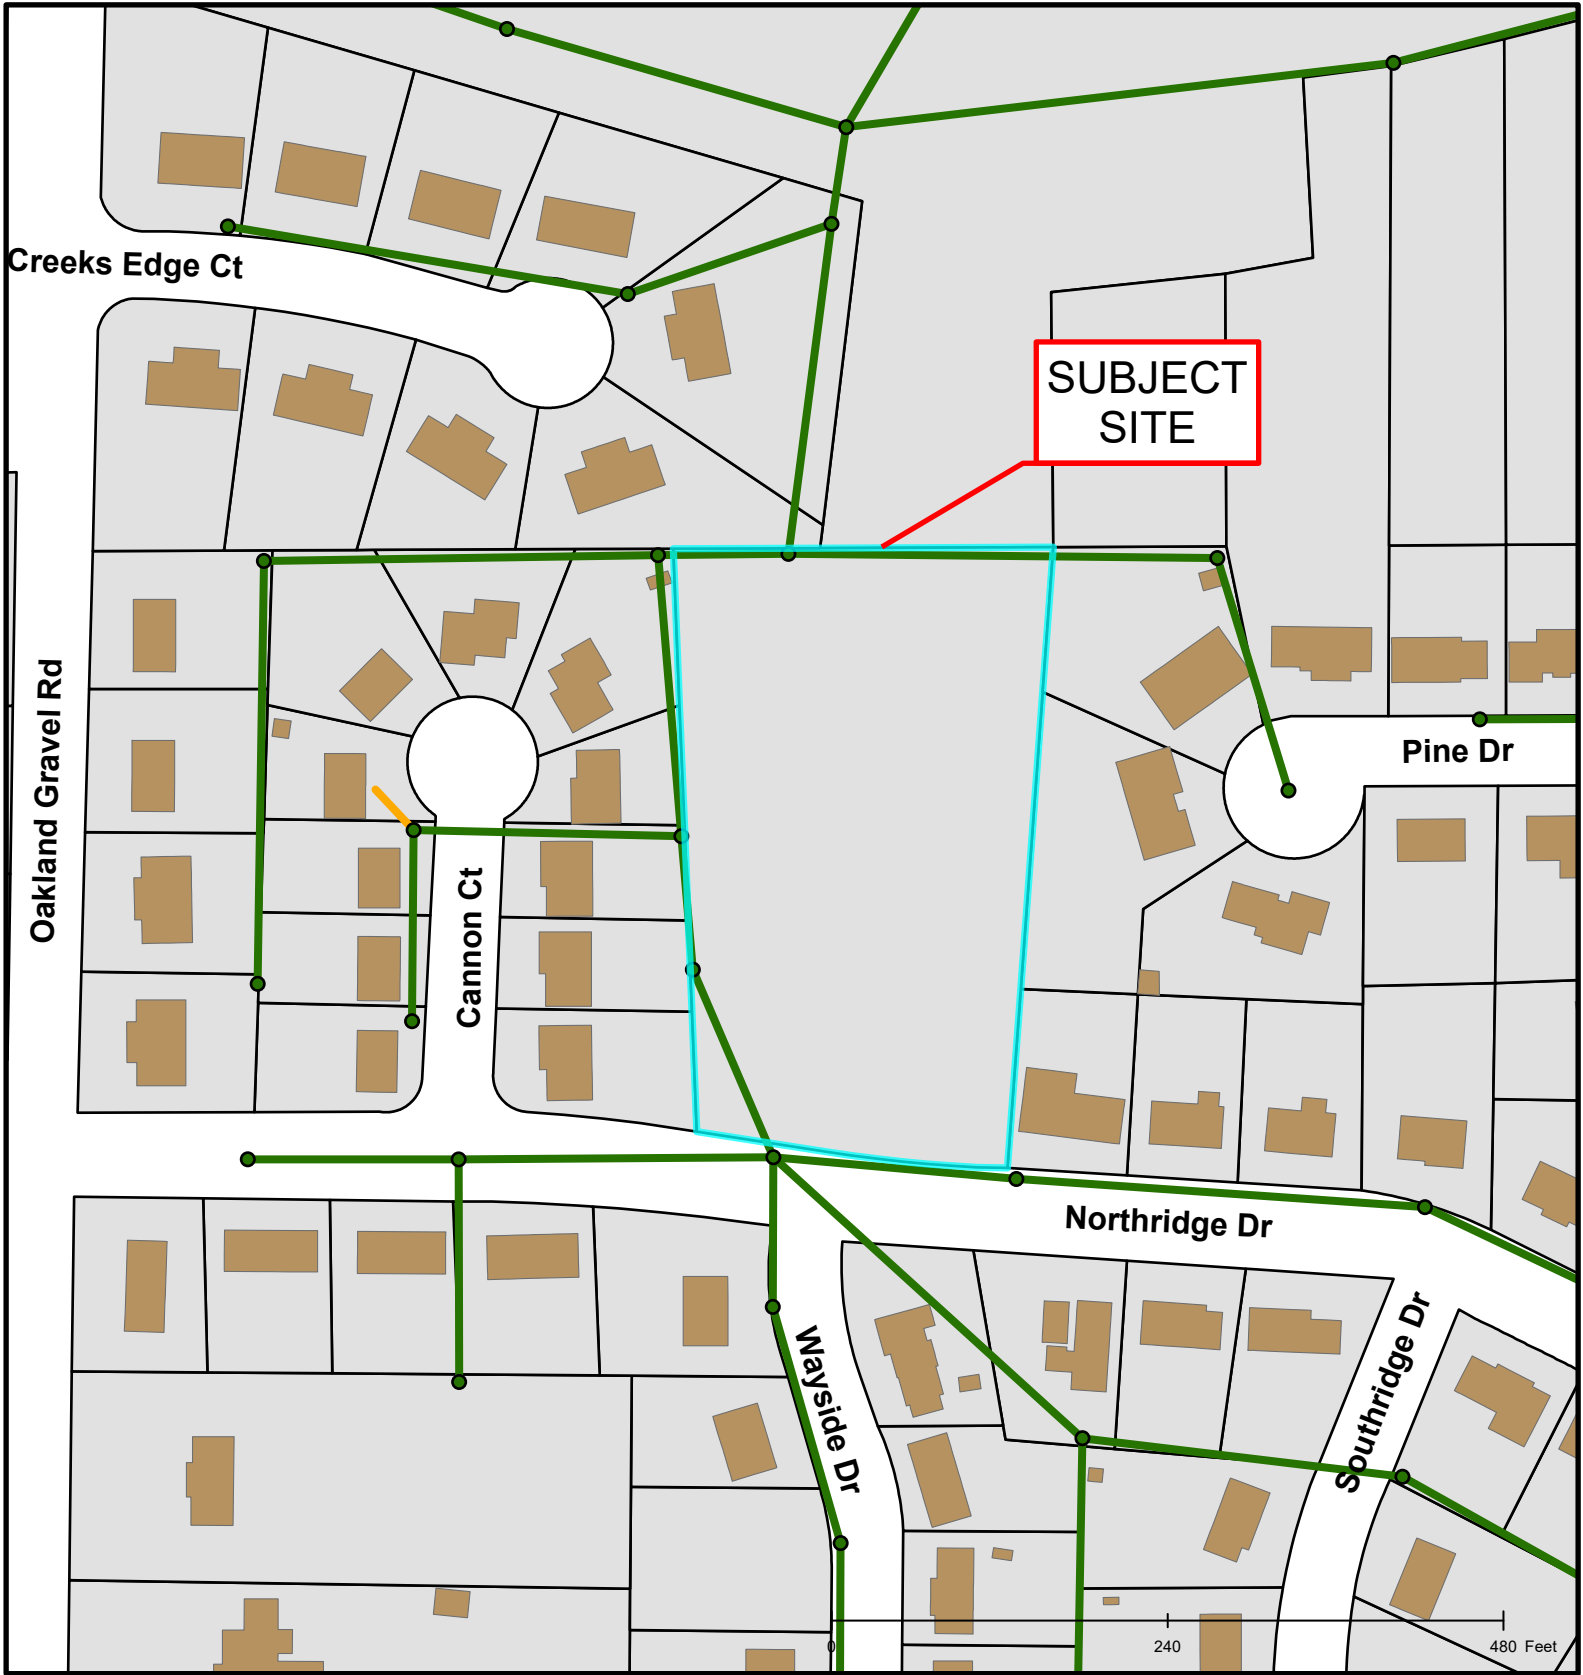 Creeks Edge Ct
SUBJECT
SITE
Oakland Gravel Rd
Pine Dr
Cannon Ct
Northridge Dr
Wayside Dr
Southridge Dr
0 240 480 Feet